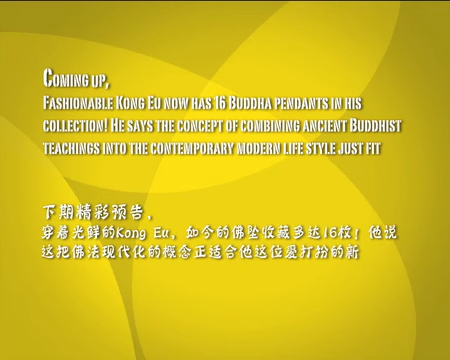 Coming up,
Fashionable Kong Eu now has 16 Buddha pendants in his
collection! He says the concept of combining ancient Buddhist
teachings into the contemporary modern life style just fit
下期精彩预告，
穿着光鲜的Kong Eu，如今的佛坠收藏多达16枚！他说
这把佛法现代化的概念正适合他这位爱打扮的新